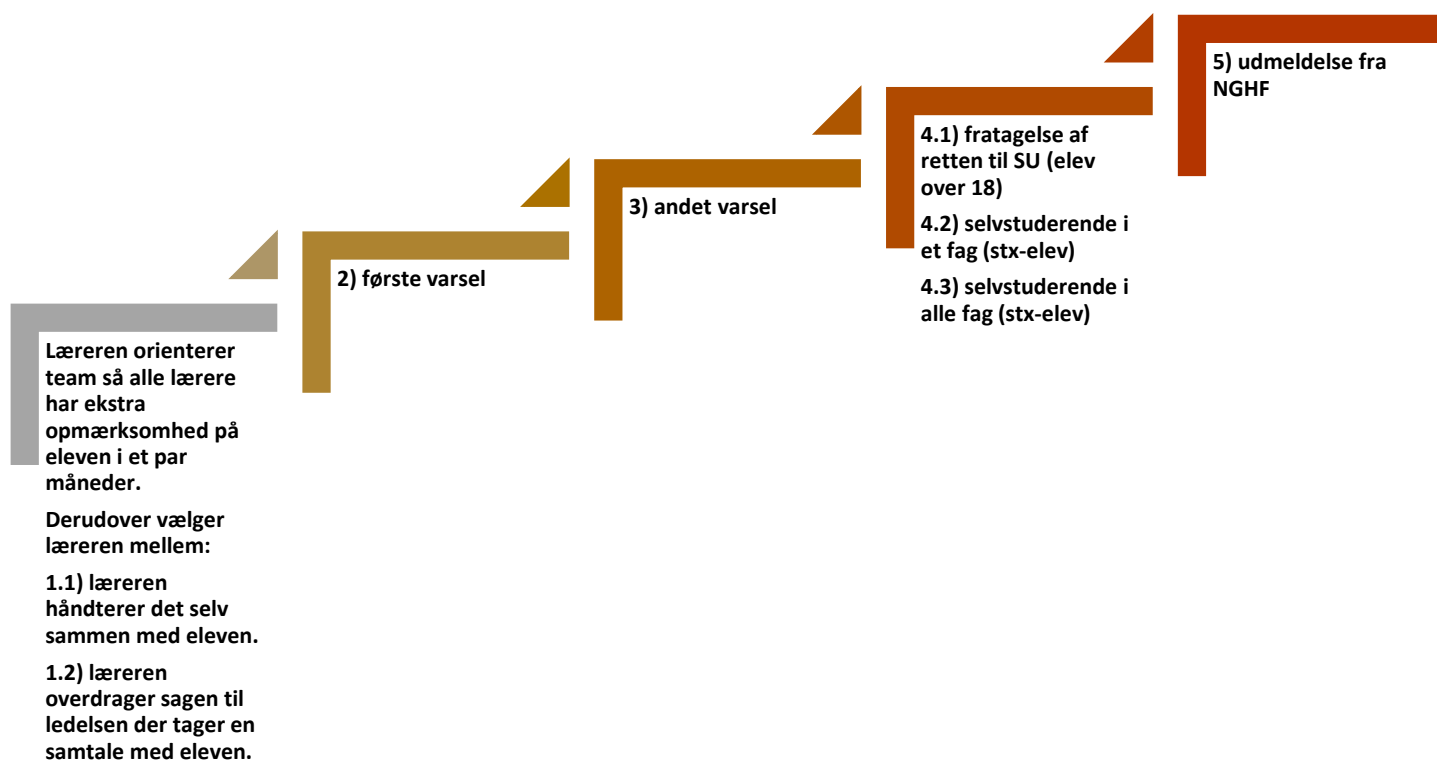 Læreren orienterer
team så alle lærere
har ekstra
opmærksomhed på
eleven i et par
måneder.
Derudover vælger
læreren mellem:
1.1) læreren
håndterer det selv
sammen med eleven.
1.2) læreren
overdrager sagen til
ledelsen der tager en
samtale med eleven.
2) første varsel
3) andet varsel
4.1) fratagelse af
retten til SU (elev
over 18)
4.2) selvstuderende i
et fag (stx-elev)
4.3) selvstuderende i
alle fag (stx-elev)
5) udmeldelse fra
NGHF